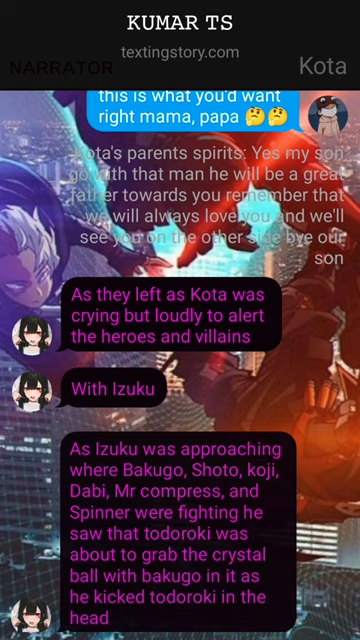 KUMAR TS
textingstory.com
NARRATOR
Kota
this is what you'd want
right mama, papa 🤔🤔
Kota's parents spirits: Yes my son
go with that man he will be a great
father towards you remember that
we will always love you and we'll
see you on the other side bye our
son
As they left as Kota was
crying but loudly to alert
the heroes and villains
With Izuku
As Izuku was approaching
where Bakugo, Shoto, koji,
Dabi, Mr compress, and
Spinner were fighting he
saw that todoroki was
about to grab the crystal
ball with bakugo in it as
he kicked todoroki in the
head